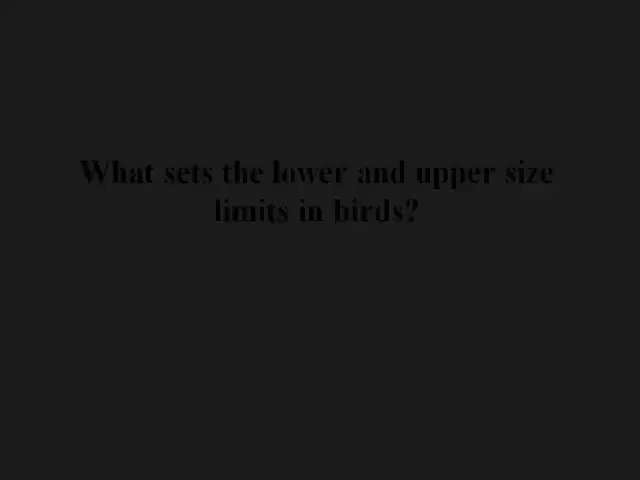 What sets the lower and upper size
limits in birds?